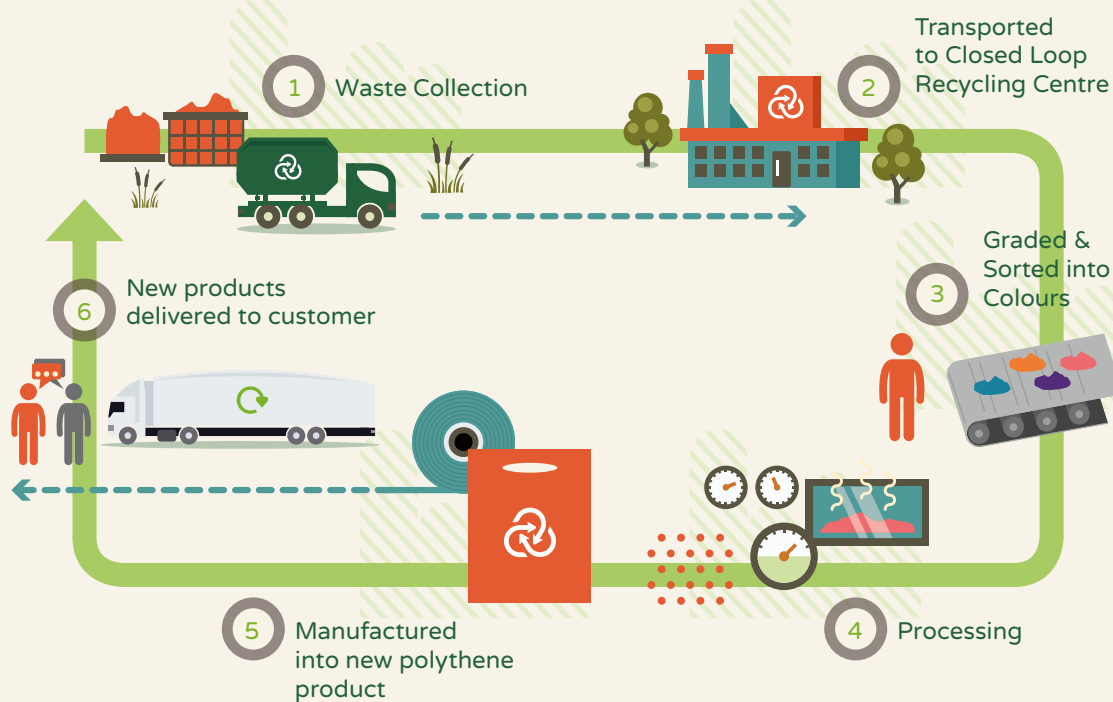 1
Waste Collection
2
Transported
to Closed Loop
Recycling Centre
3
Graded &
Sorted into
Colours
4
Processing
5
Manufactured
into new polythene
product
6
New products
delivered to customer